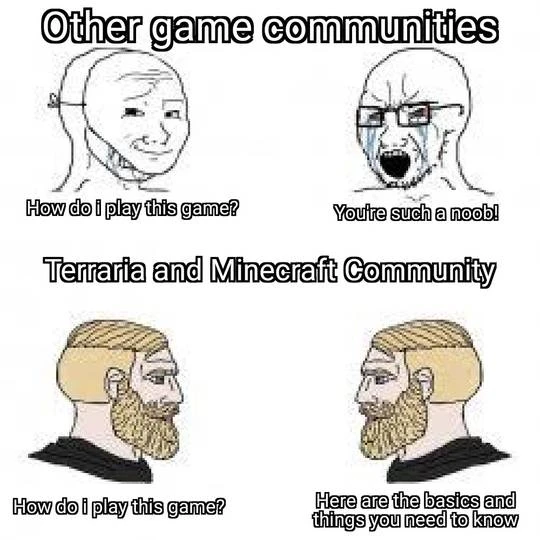 Other game communities
How do i play this game?
You're such a noob!
Terraria and Minecraft Community
How do i play this game?
Here are the basics and
things you need to know